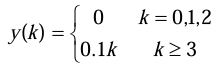 y(k) = { 0 k = 0,1,2
0.1k k ≥ 3